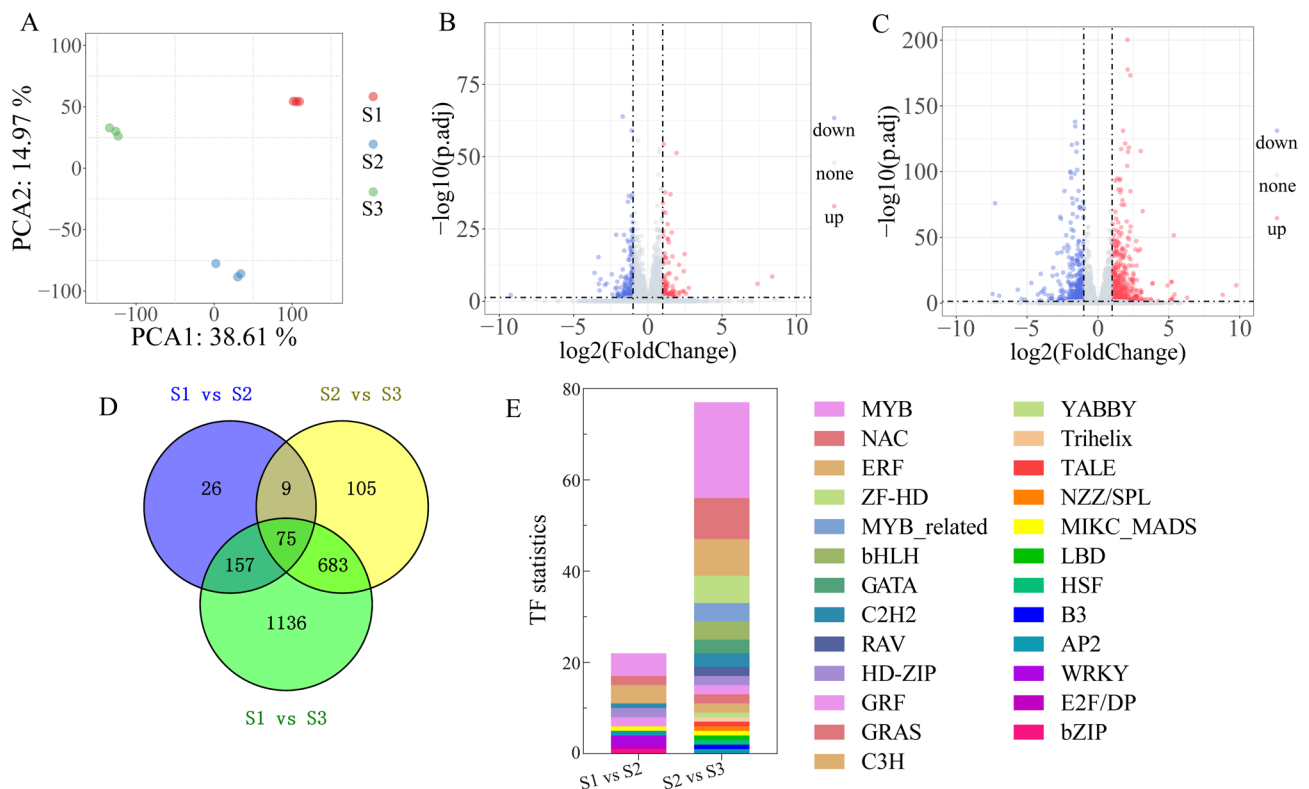 A
100
50
0
−50
−100
−100
0
100
PCA2: 14.97 %
PCA1: 38.61 %
S1
S2
S3
B
75
50
25
0
−10
−5
0
5
10
−log10(p.adj)
log2(FoldChange)
down
none
up
C
200
150
100
50
0
−10
−5
0
5
10
−log10(p.adj)
log2(FoldChange)
down
none
up
D
S1 vs S2
S2 vs S3
26
9
105
75
157
683
1136
S1 vs S3
E
80
60
40
20
0
TF statistics
S1 vs S2
S2 vs S3
MYB
NAC
ERF
ZF-HD
MYB_related
bHLH
GATA
C2H2
RAV
HD-ZIP
GRF
GRAS
C3H
YABBY
Trihelix
TALE
NZZ/SPL
MIKC_MADS
LBD
HSF
B3
AP2
WRKY
E2F/DP
bZIP